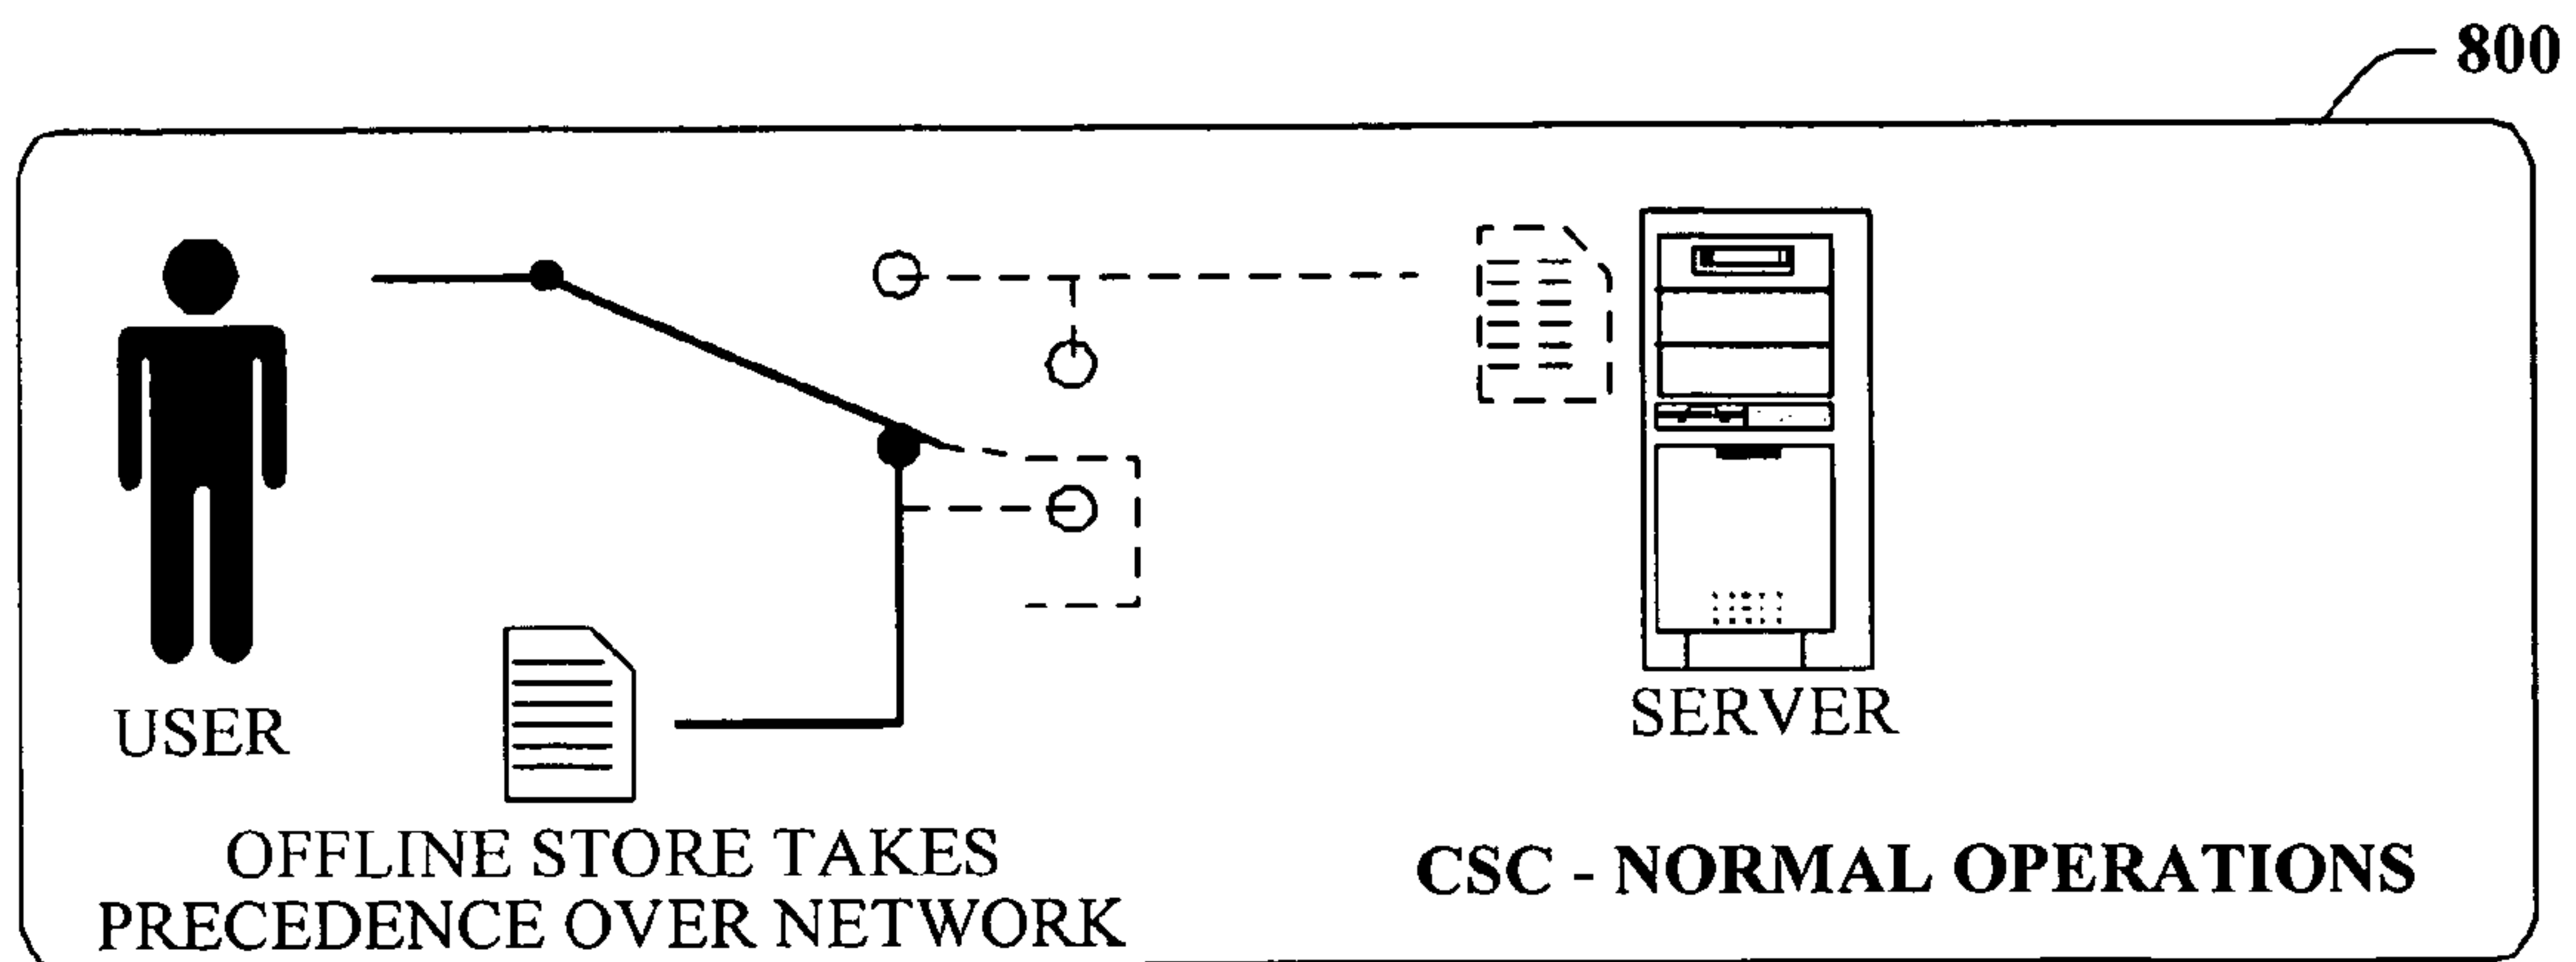 800
USER
SERVER
OFFLINE STORE TAKES
PRECEDENCE OVER NETWORK
CSC - NORMAL OPERATIONS